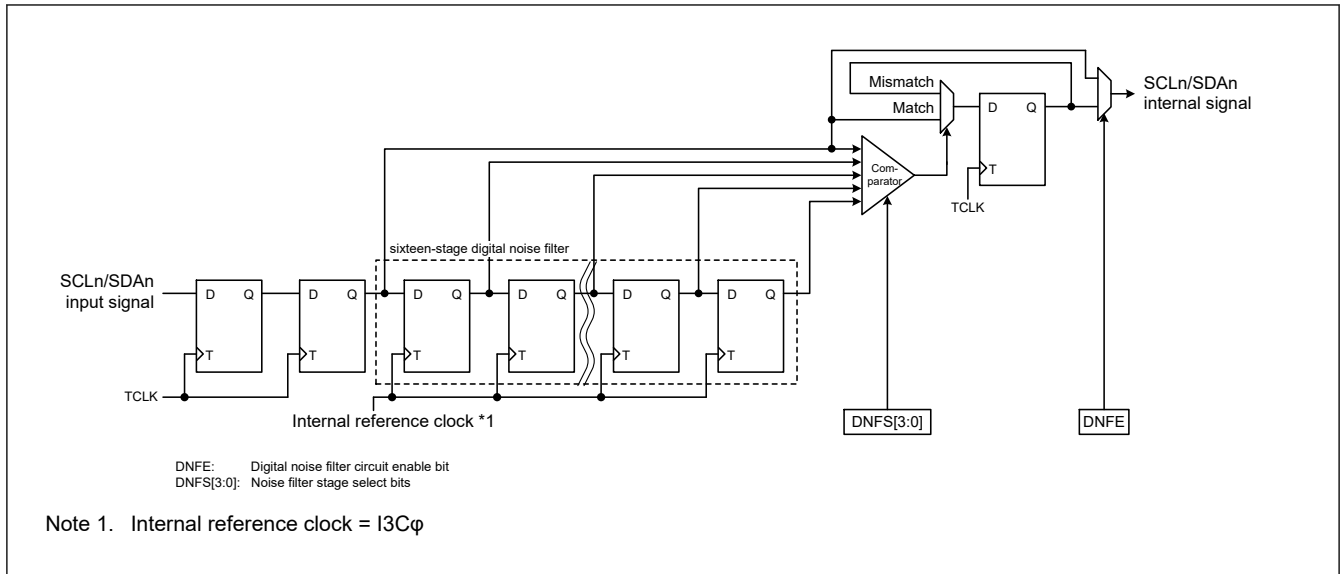 Mismatch
Match
D Q
T
TCLK
SCLn/SDAn
internal signal
Com-
parator
sixteen-stage digital noise filter
SCLn/SDAn
input signal
D Q
T
D Q
T
D Q
T
D Q
T
D Q
T
D Q
T
TCLK
Internal reference clock *1
DNFS[3:0]
DNFE
DNFE: Digital noise filter circuit enable bit
DNFS[3:0]: Noise filter stage select bits
Note 1. Internal reference clock = I3Cφ